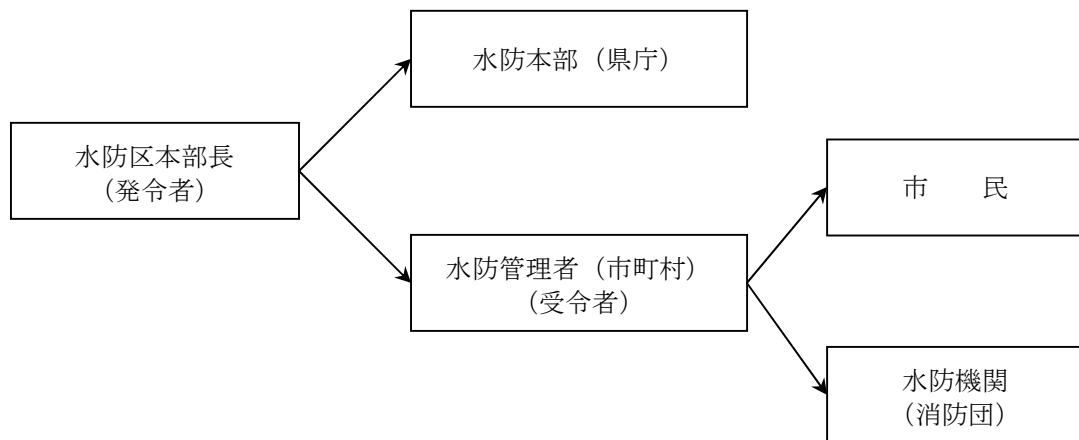 水防本部（県庁）
水防区本部長
（発令者）
市　　民
水防管理者（市町村）
（受令者）
水防機関
（消防団）